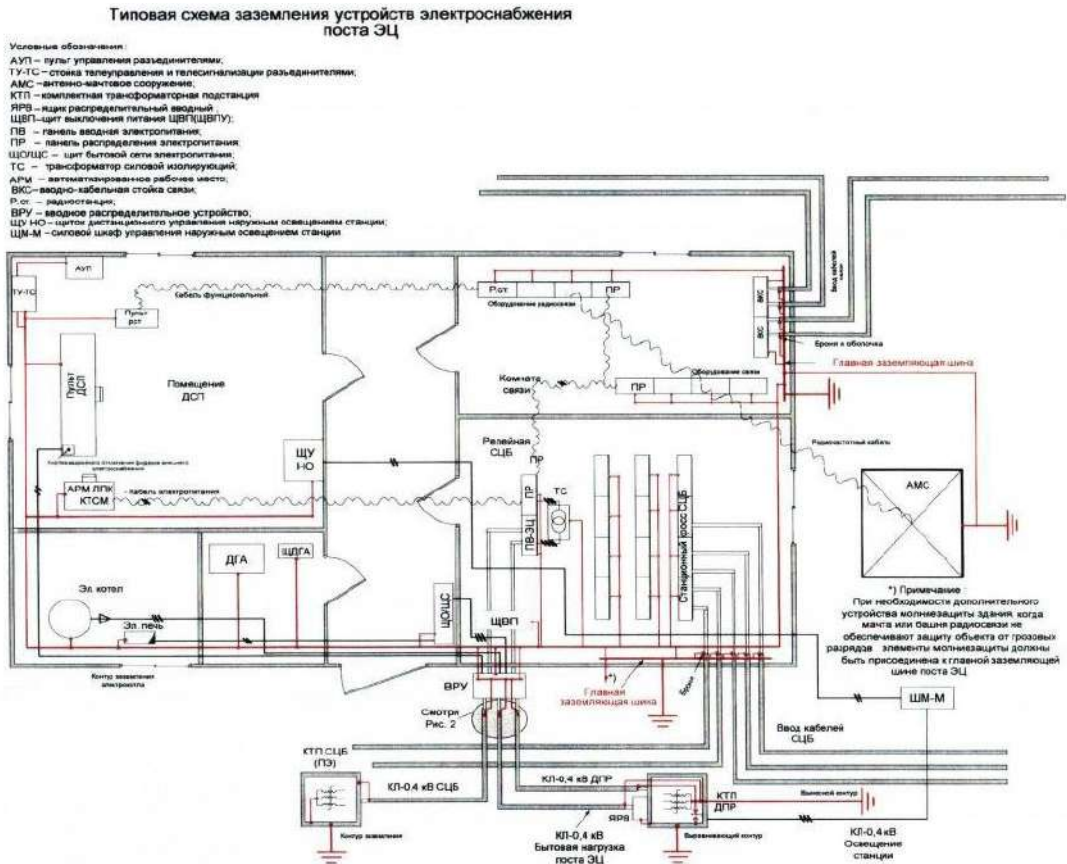 Типовая схема заземления устройств электроснабжения
поста ЭЦ
Условные обозначения :
АУП – пульт управления разъединителями;
ТУ-ТС – стойка телеуправления и телесигнализации разъединителями;
АМС – антенно-мачтовое сооружение;
КТП – комплектная трансформаторная подстанция
ЯРВ – ящик распределительный вводный ;
ЩВП – щит выключения питания ЩВП(ЩВПУ);
ПВ – панель вводная электропитания;
ПР – панель распределения электропитания;
ЩО/ЩС – щит бытовой сети электропитания;
ТС – трансформатор силовой изолирующий;
АРМ – автоматизированное рабочее место;
ВКС – вводно-кабельная стойка связи;
Р.ст. – радиостанция;
ВРУ – вводное распределительное устройство;
ЩУ НО – щиток дистанционного управления наружным освещением станции;
ЩМ-М – силовой шкаф управления наружным освещением станции
АУП
ТУ-ТС
Кабель функциональный
Пульт
рст
Р.ст
ПР
Оборудование радиосвязи
ВКС
ВКС
Ввод кабелей
связи
Броня и оболочка
Главная заземляющая шина
Пульт
ДСП
Помещение
ДСП
Комната
связи
Оборудование связи
ПР
Радиочастотный кабель
Релейная
СЦБ
ПР
ЩУ
НО
АРМ ЛПК
КТСМ
Кабель электропитания
ПР
ПВ-ЭЦ
ТС
Станционный кросс СЦБ
АМС
ДГА
ЩДГА
Эл. котел
Эл. печь
ЩО/ЩС
ЩВП
*) Примечание
При необходимости дополнительного
устройства молниезащиты здания, когда
мачта или башня радиосвязи не
обеспечивают защиту объекта от грозовых
разрядов элементы молниезащиты должны
быть присоединена к главной заземляющей
шине поста ЭЦ
Контур заземления
электрокотла
ВРУ
*)
Главная
заземляющая шина
Броня
ШМ-М
Смотри
Рис. 2
Ввод кабелей
СЦБ
КТП СЦБ
(ПЭ)
КЛ-0,4 кВ СЦБ
КЛ-0,4 кВ ДПР
КТП
ДПР
Выносной контур
ЯРВ
Контур заземления
КЛ-0,4 кВ
Бытовая нагрузка
поста ЭЦ
Выравнивающий контур
КЛ-0,4 кВ
Освещение
станции